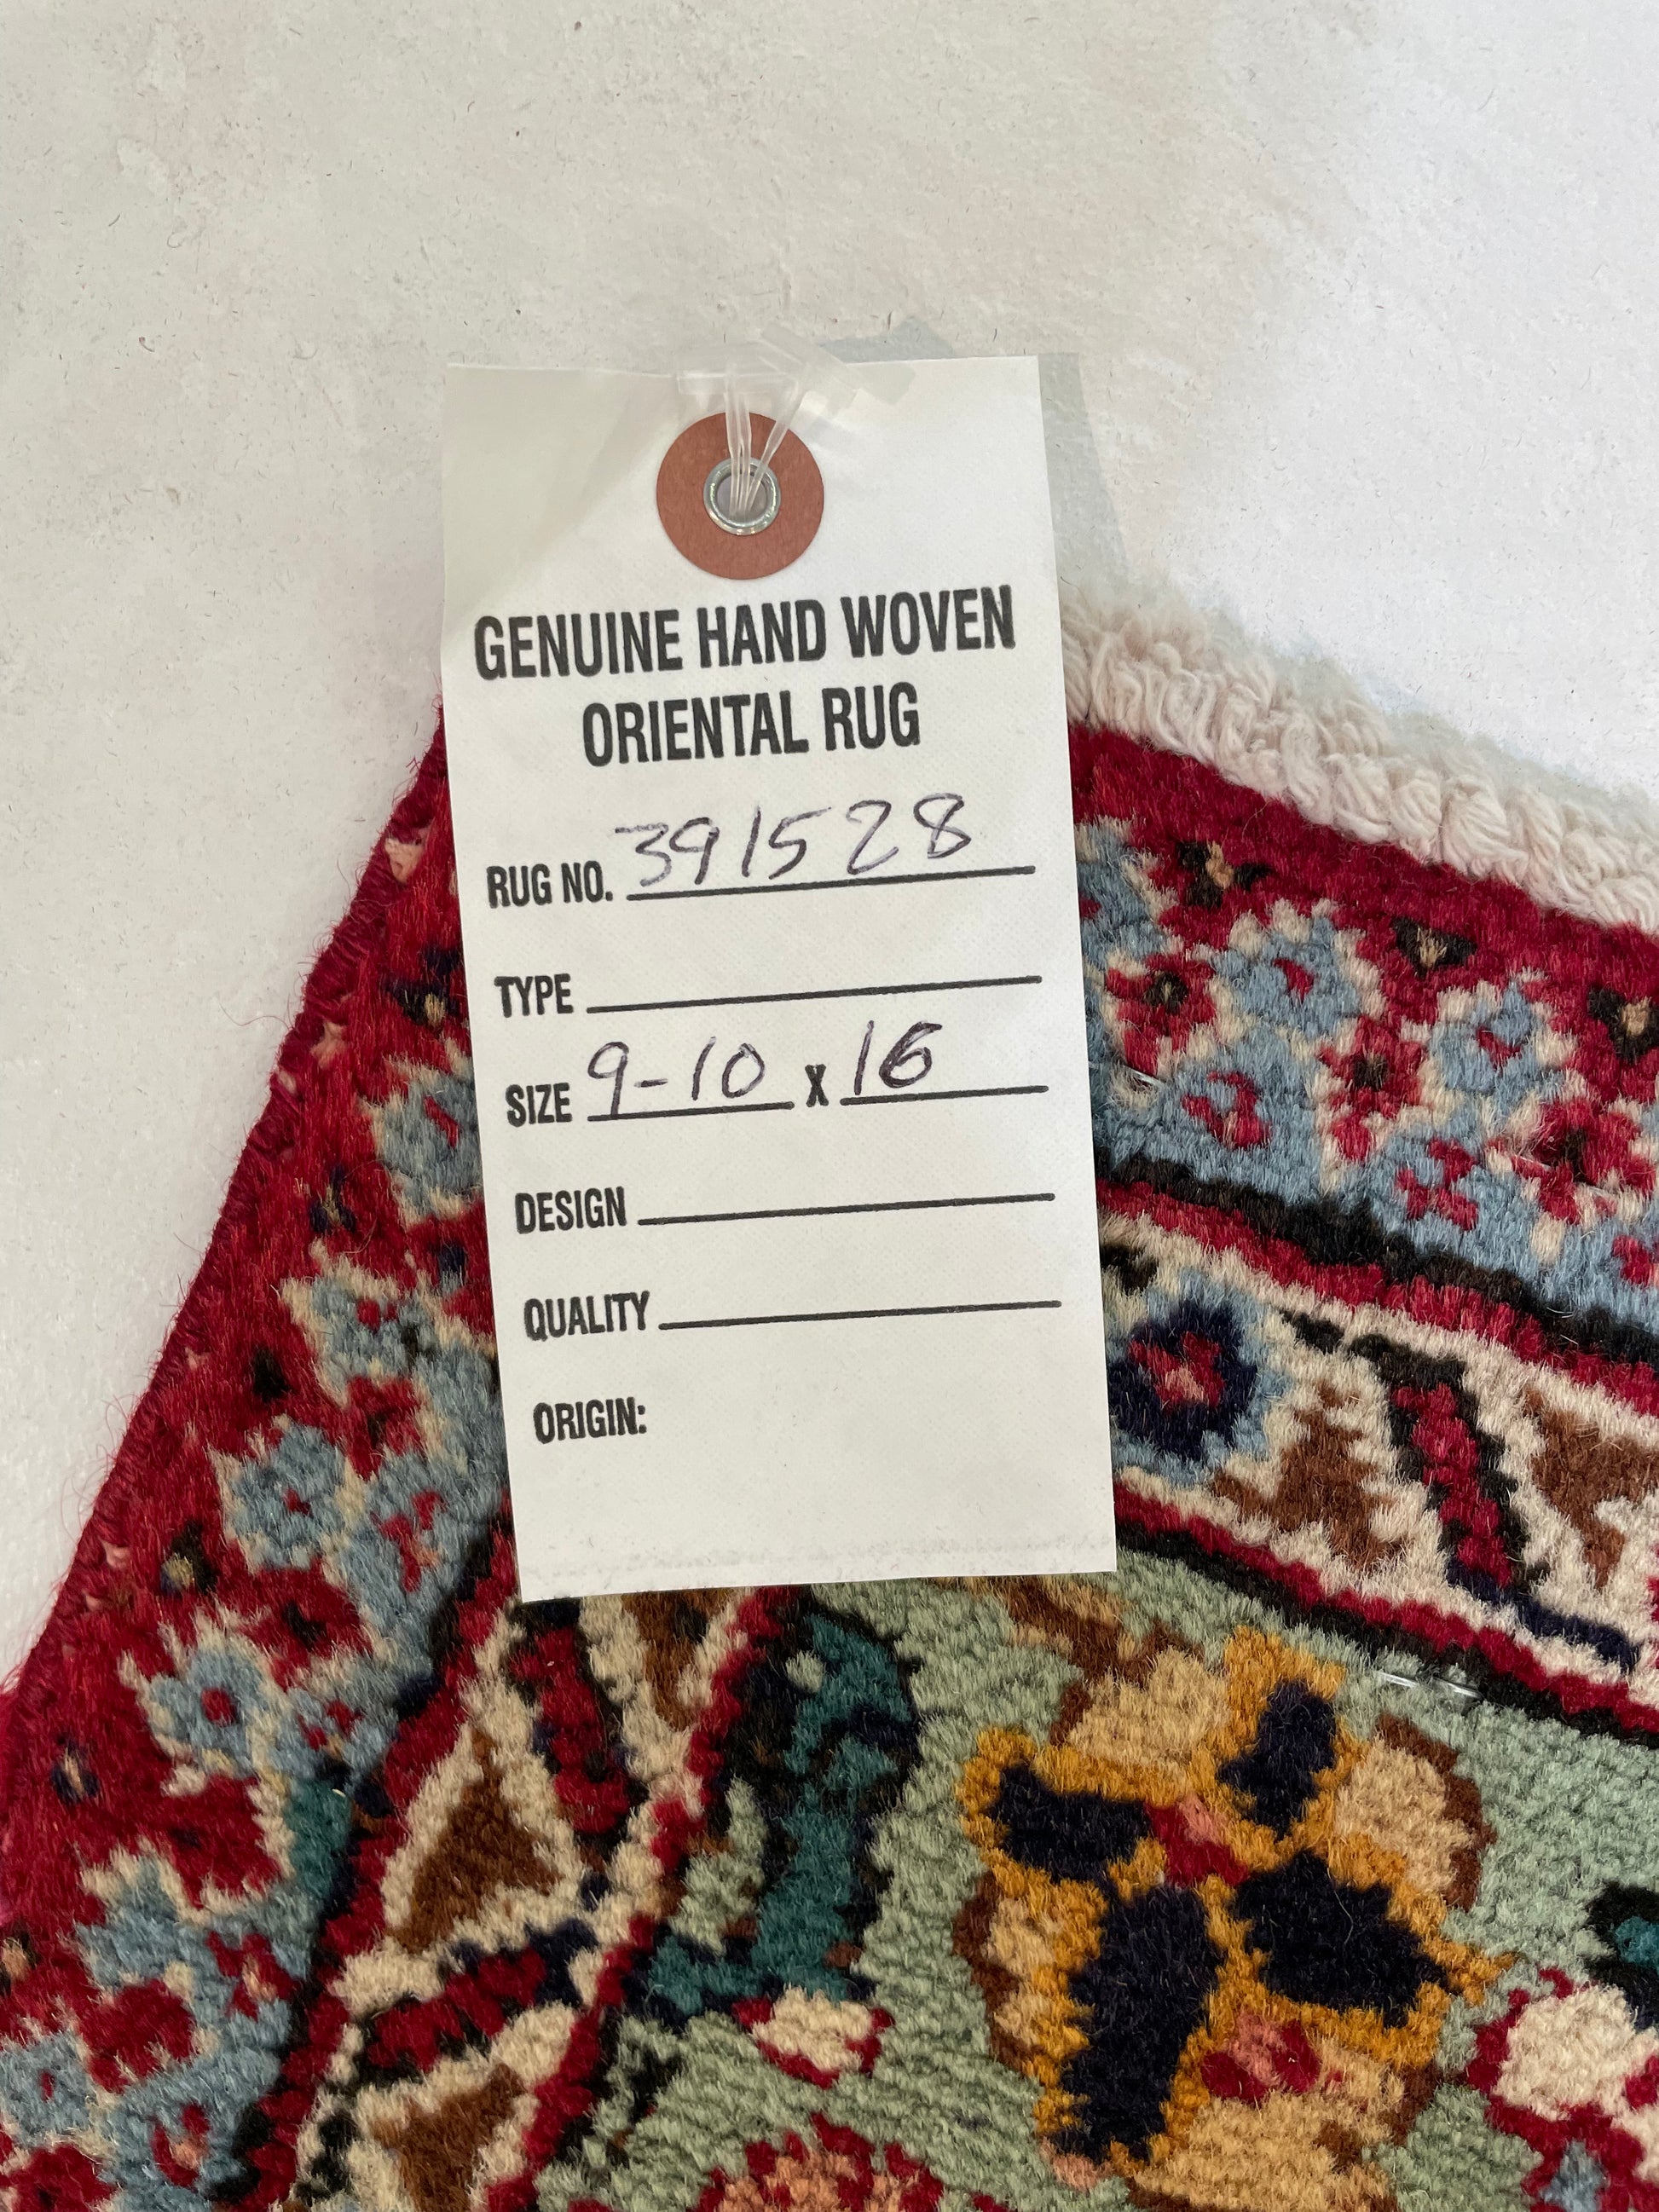 GENUINE HAND WOVEN
ORIENTAL RUG
RUG NO. 391528
TYPE
SIZE 9-10 X 16
DESIGN
QUALITY
ORIGIN: